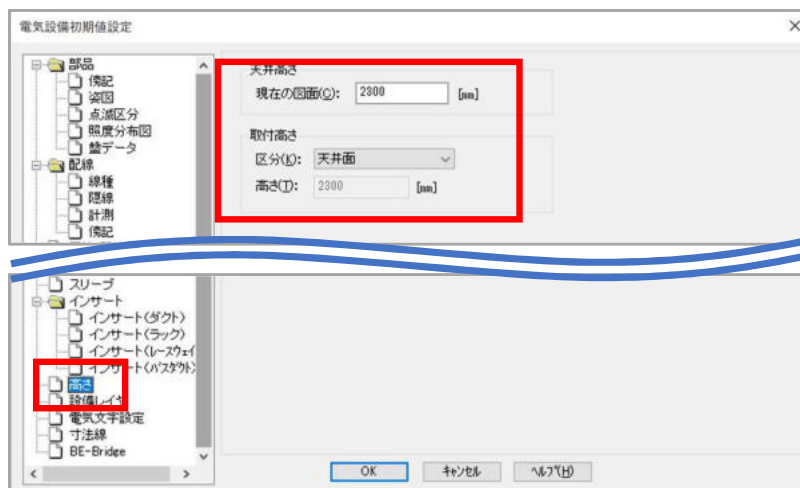 電気設備初期値設定
部品
傍記
姿図
点滅区分
照度分布図
盤データ
配線
線種
隠線
計測
傍記
天井高さ
現在の図面(C): 2800 [mm]
取付高さ
区分(K): 天井面
高さ(T): 2800 [mm]
スリーブ
インサート
インサート(ダクト)
インサート(ラック)
インサート(レースウェイ
インサート(バスダクト)
高さ
設備レイヤ
電気文字設定
寸法線
BE-Bridge
OK キャンセル ヘルプ(H)